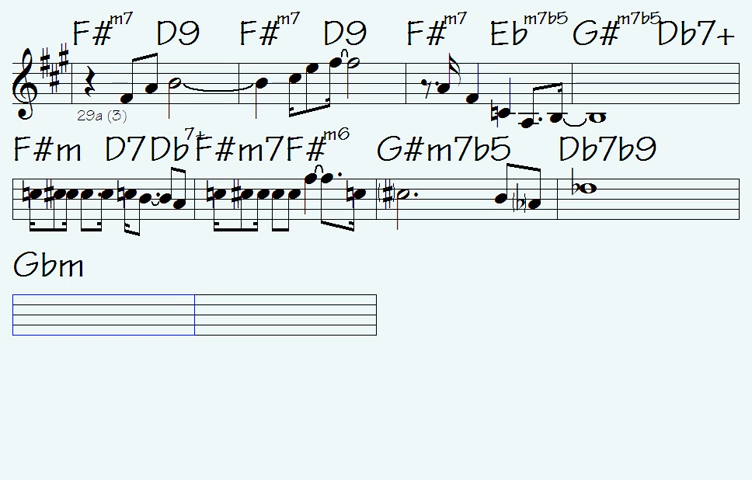 F#m7 D9 F#m7 D9 F#m7 Ebm7b5 G#m7b5 Db7+
29a (3)
F#m D7 Db7+ F#m7 F#m6 G#m7b5 Db7b9
Gbm